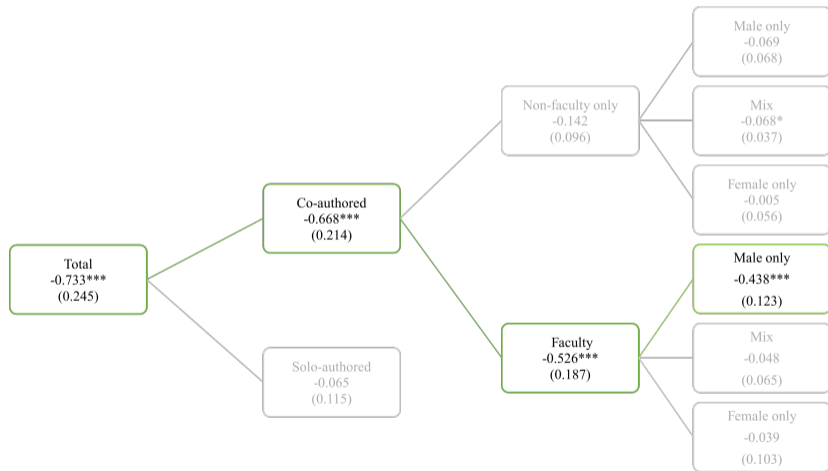 Total
-0.733***
(0.245)
Co-authored
-0.668***
(0.214)
Solo-authored
-0.065
(0.115)
Non-faculty only
-0.142
(0.096)
Faculty
-0.526***
(0.187)
Male only
-0.069
(0.068)
Mix
-0.068*
(0.037)
Female only
-0.005
(0.056)
Male only
-0.438***
(0.123)
Mix
-0.048
(0.065)
Female only
-0.039
(0.103)